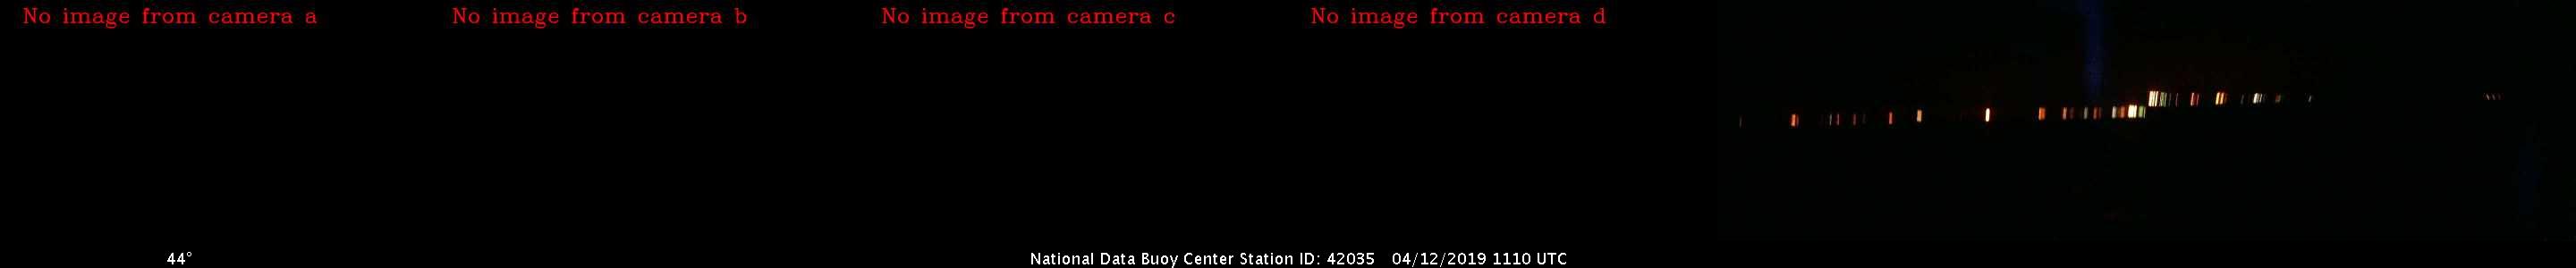 No image from camera a
No image from camera b
No image from camera c
No image from camera d
44°
National Data Buoy Center Station ID: 42035 04/12/2019 1110 UTC